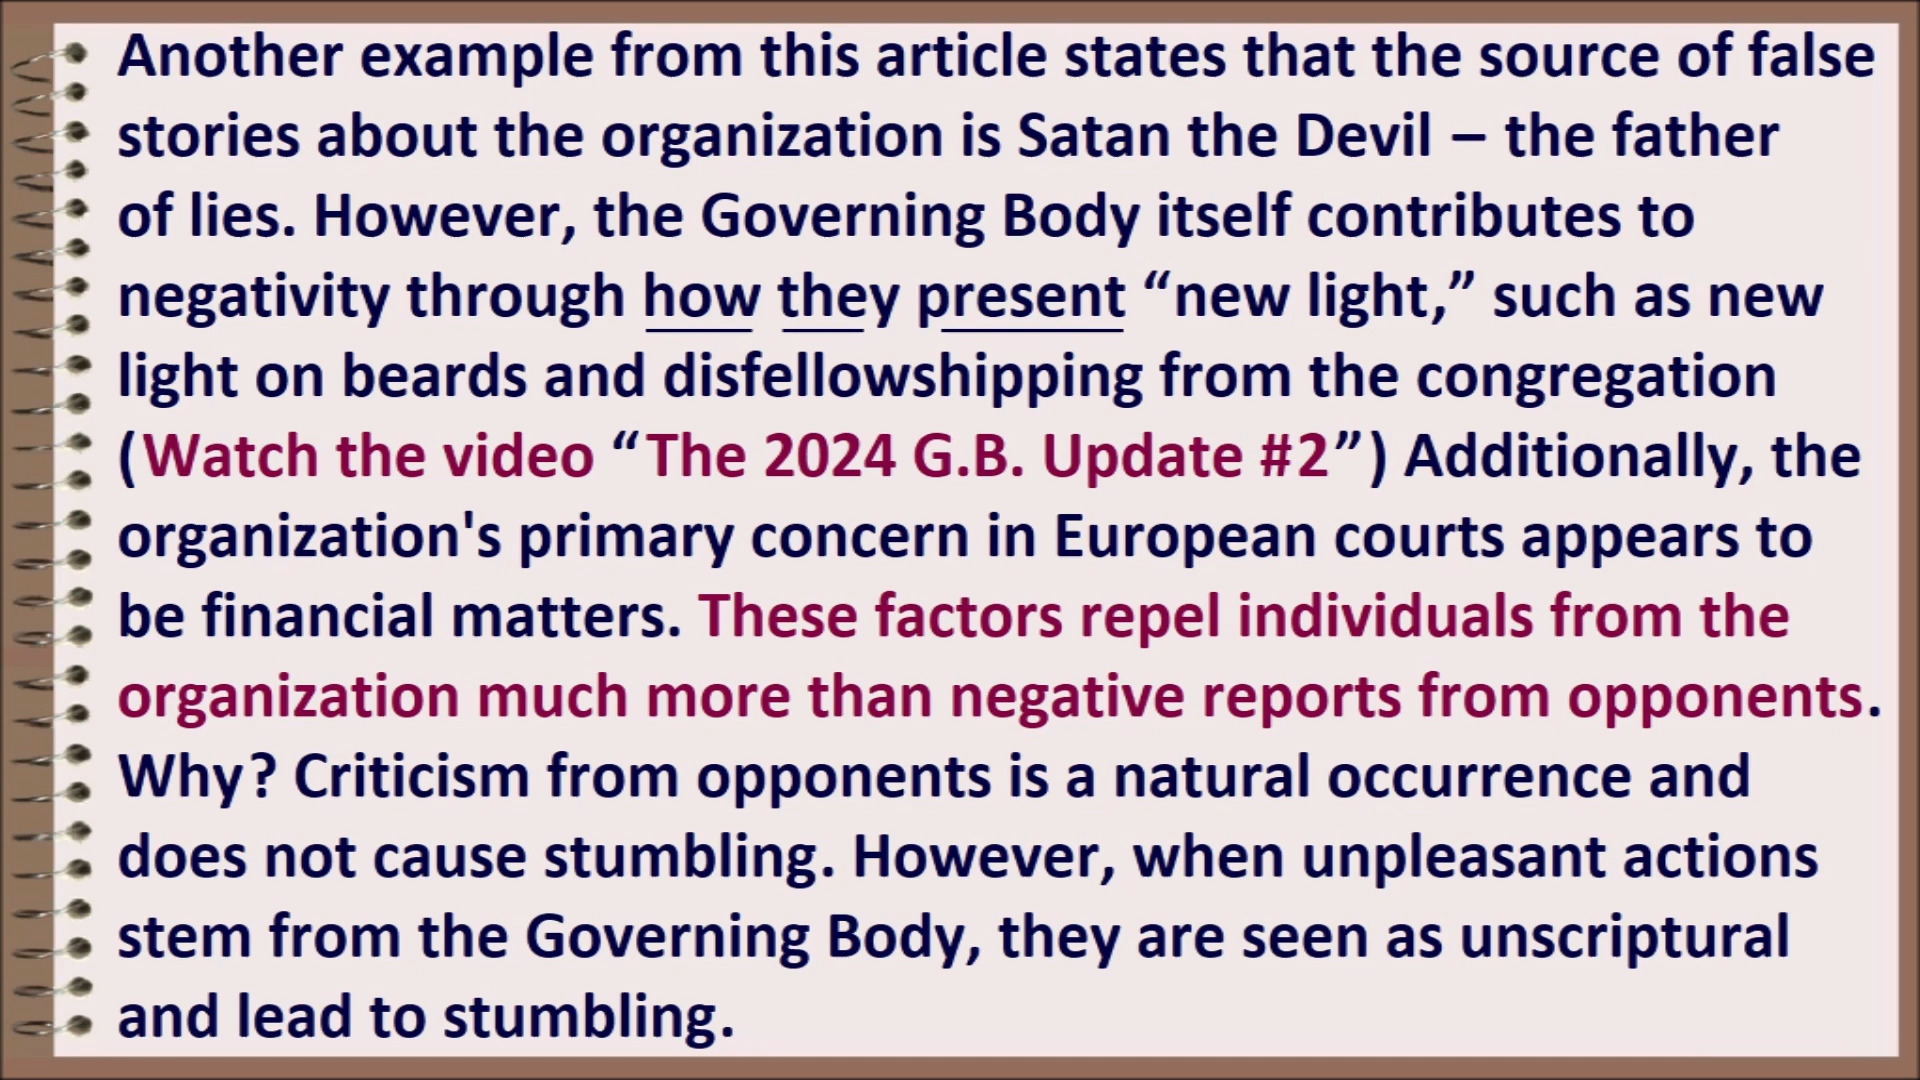 Another example from this article states that the source of false
stories about the organization is Satan the Devil – the father
of lies. However, the Governing Body itself contributes to
negativity through how they present “new light,” such as new
light on beards and disfellowshipping from the congregation
(Watch the video “The 2024 G.B. Update #2”) Additionally, the
organization's primary concern in European courts appears to
be financial matters. These factors repel individuals from the
organization much more than negative reports from opponents.
Why? Criticism from opponents is a natural occurrence and
does not cause stumbling. However, when unpleasant actions
stem from the Governing Body, they are seen as unscriptural
and lead to stumbling.